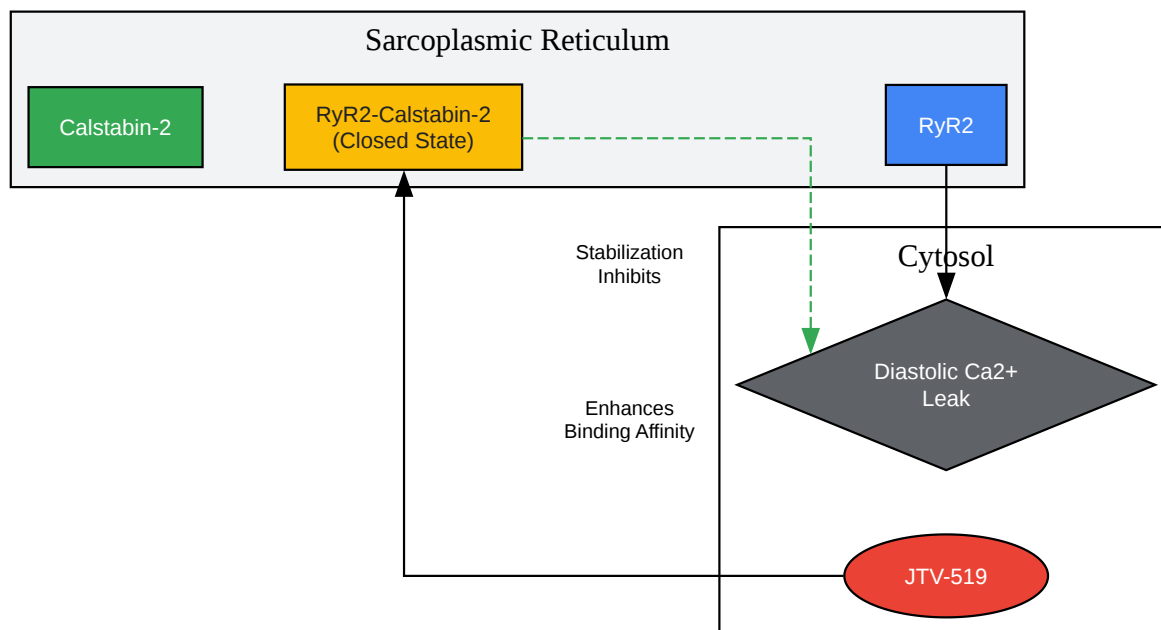 Sarcoplasmic Reticulum
Calstabin-2
RyR2-Calstabin-2
(Closed State)
RyR2
Stabilization
Inhibits
Cytosol
Diastolic Ca2+
Leak
Enhances
Binding Affinity
JTV-519